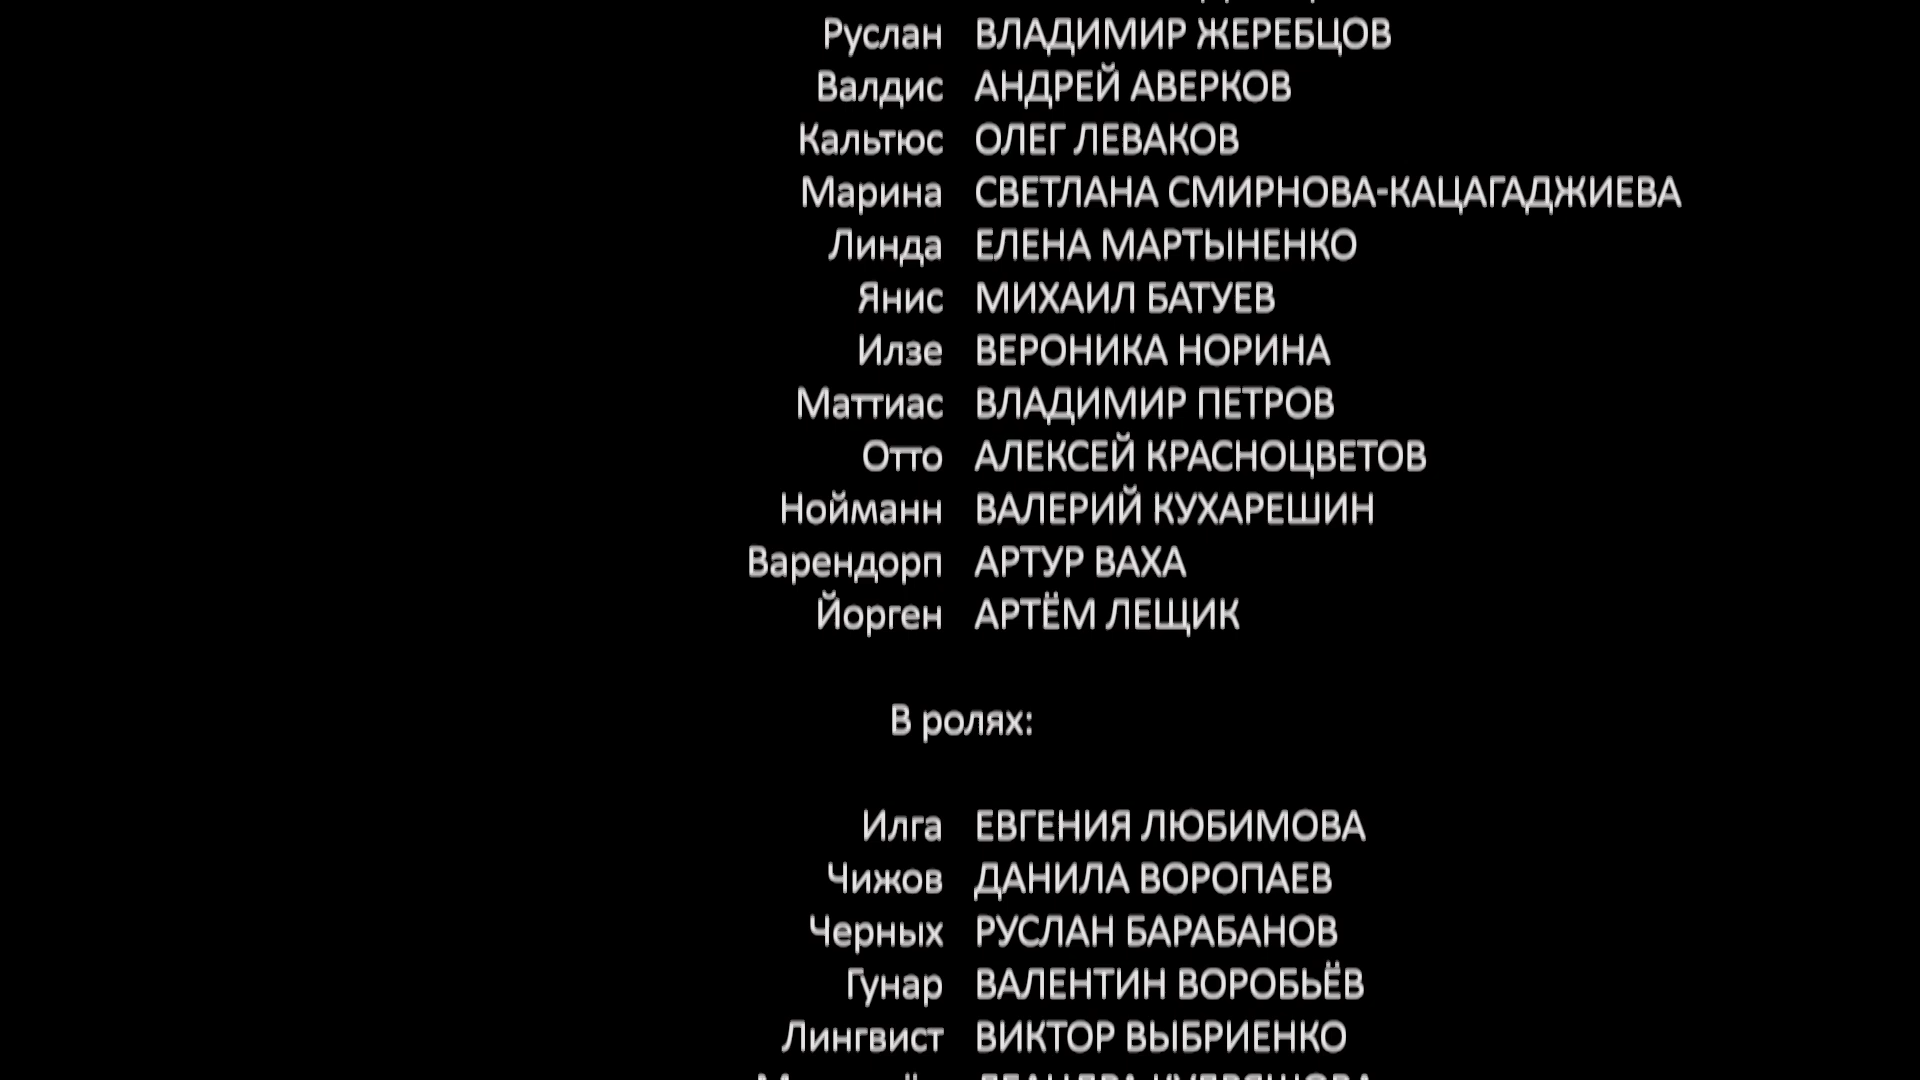 Руслан ВЛАДИМИР ЖЕРЕБЦОВ
Валдис АНДРЕЙ АВЕРКОВ
Кальтюс ОЛЕГ ЛЕВАКОВ
Марина СВЕТЛАНА СМИРНОВА-КАЦАГАДЖИЕВА
Линда ЕЛЕНА МАРТЫНЕНКО
Янис МИХАИЛ БАТУЕВ
Илзе ВЕРОНИКА НОРИНА
Маттиас ВЛАДИМИР ПЕТРОВ
Отто АЛЕКСЕЙ КРАСНОЦВЕТОВ
Нойманн ВАЛЕРИЙ КУХАРЕШИН
Варендорп АРТУР ВАХА
Йорген АРТЁМ ЛЕЩИК
В ролях:
Илга ЕВГЕНИЯ ЛЮБИМОВА
Чижов ДАНИЛА ВОРОПАЕВ
Черных РУСЛАН БАРАБАНОВ
Гунар ВАЛЕНТИН ВОРОБЬЁВ
Лингвист ВИКТОР ВЫБРИЕНКО